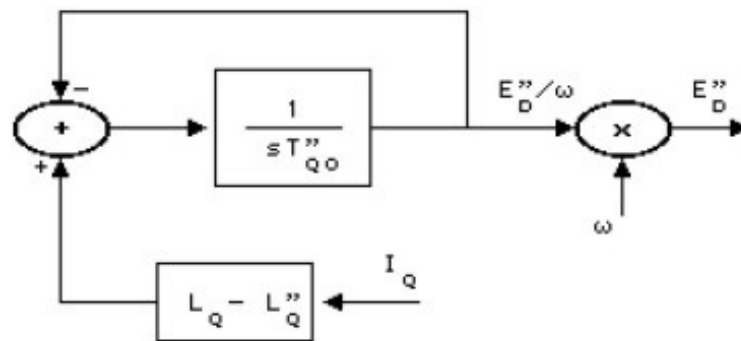 −
E"D/ω
E"D
+
1
sT"QO
×
+
ω
IQ
LQ − L"Q